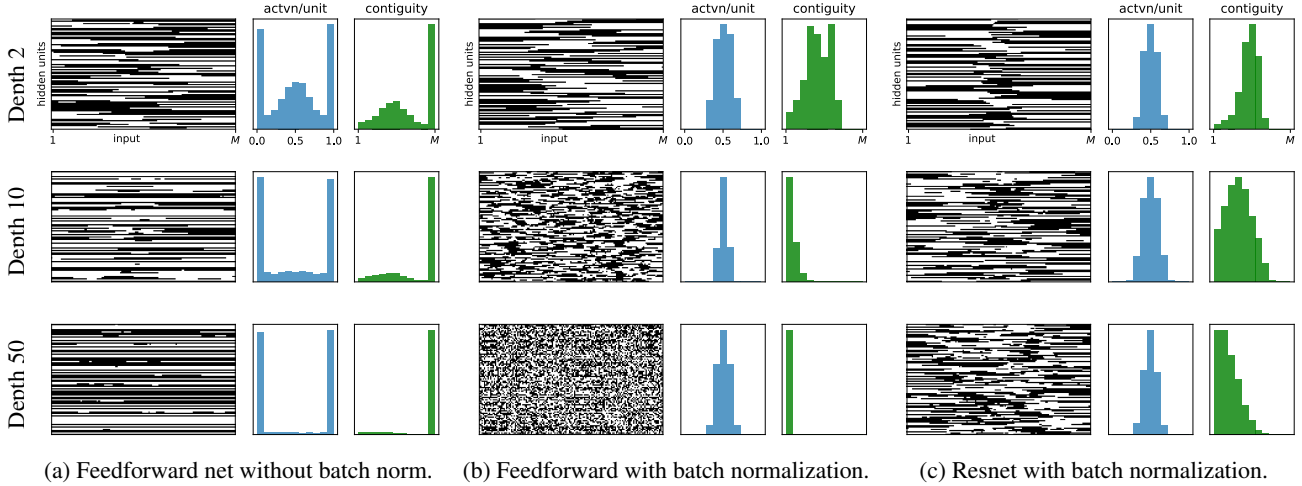 actvn/unit contiguity actvn/unit contiguity actvn/unit contiguity
Depth 2
hidden units hidden units hidden units
1 input M 0.0 0.5 1.0 1 M 1 input M 0.0 0.5 1.0 1 M 1 input M 0.0 0.5 1.0 1 M
Depth 10
Depth 50
(a) Feedforward net without batch norm. (b) Feedforward with batch normalization. (c) Resnet with batch normalization.